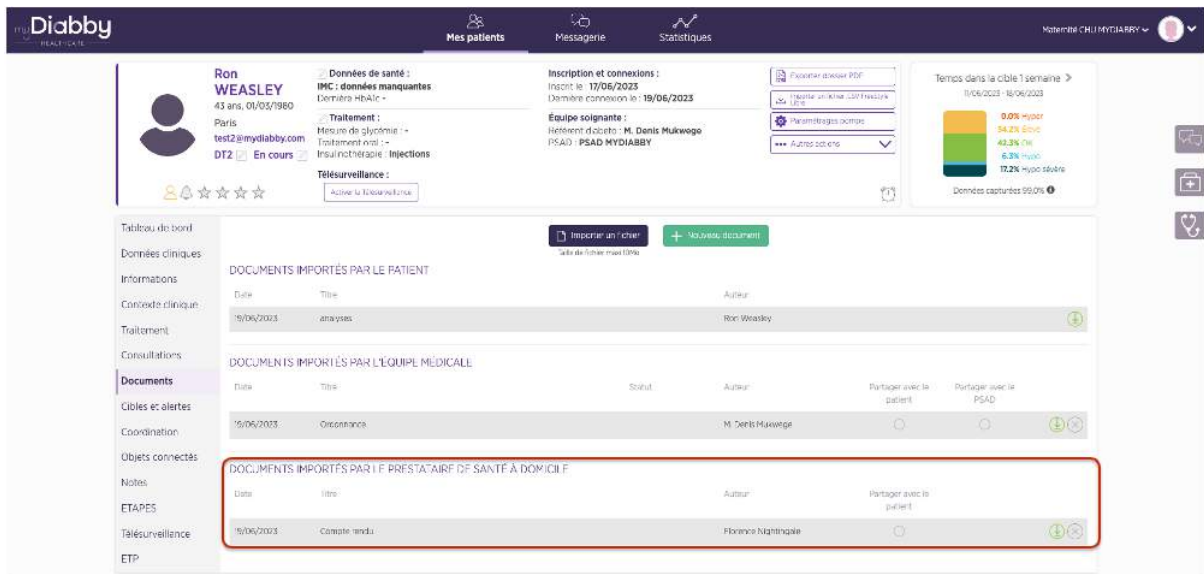 myDiabby
HEALTHCARE
Mes patients
Messagerie
Statistiques
Maternité CHU MYDIABBY
Ron
WEASLEY
43 ans, 01/03/1980
Paris
test2@mydiabby.com
DT2 En cours
Données de santé :
IMC : données manquantes
Dernière HbA1c -
Traitement :
Mesure de glycémie : -
Traitement oral : -
Insulinothérapie : Injections
Télésurveillance :
Activer la télésurveillance
Inscription et connexions :
Inscrit le : 17/06/2023
Dernière connexion le : 19/06/2023
Équipe soignante :
Référent diabeto : M. Denis Mukwege
PSAD : PSAD MYDIABBY
Exporter dossier PDF
Importer un fichier CSV Freestyle
Libre
Paramétrages pompe
Autres actions
Temps dans la cible 1 semaine
11/06/2023 - 18/06/2023
0.0% Hyper
34.2% Élevé
42.3% OK
6.3% Hypo
17.2% Hypo sévère
Données capturées 99,0%
Tableau de bord
Données cliniques
Informations
Contexte clinique
Traitement
Consultations
Documents
Cibles et alertes
Coordination
Objets connectés
Notes
ETAPES
Télésurveillance
ETP
Importer un fichier
Nouveau document
Taille de fichier maxi 10Mo
DOCUMENTS IMPORTÉS PAR LE PATIENT
Date Titre Auteur
19/06/2023 analyses Ron Weasley
DOCUMENTS IMPORTÉS PAR L'ÉQUIPE MÉDICALE
Date Titre Statut Auteur Partager avec le patient Partager avec le PSAD
19/06/2023 Ordonnance M. Denis Mukwege
DOCUMENTS IMPORTÉS PAR LE PRESTATAIRE DE SANTÉ À DOMICILE
Date Titre Auteur Partager avec le patient
19/06/2023 Compte rendu Florence Nightingale